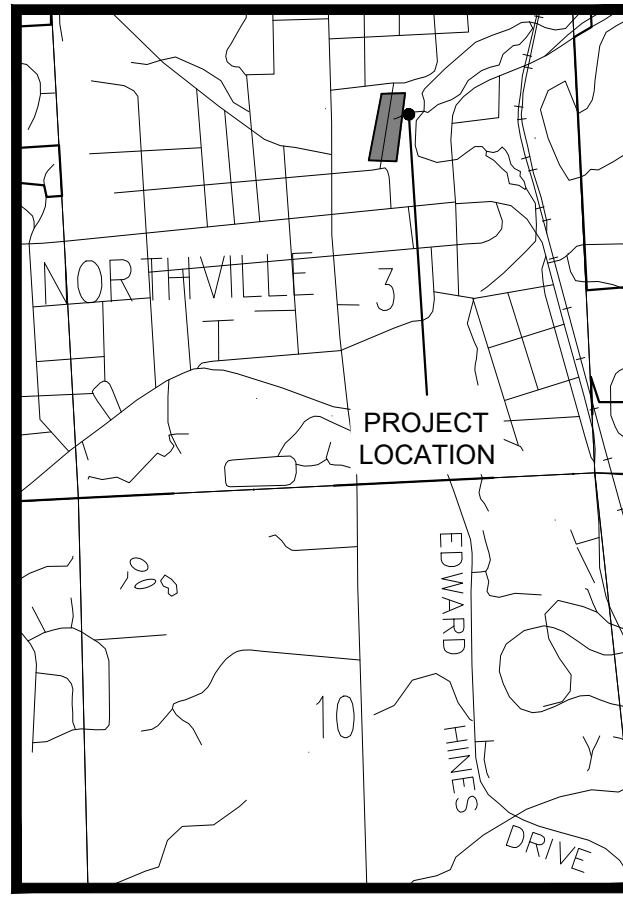 NORTHVILLE
3
PROJECT
LOCATION
EDWARD
HINES
DRIVE
10
Y